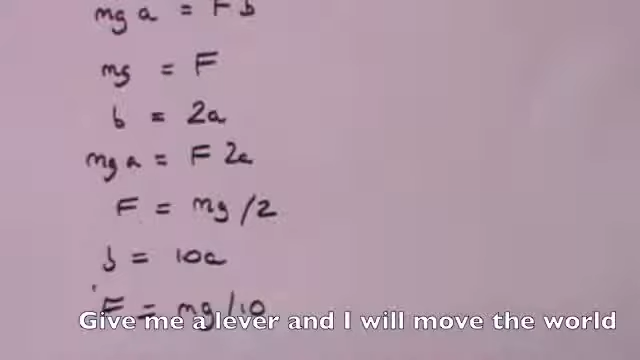 mg a = F b
mg = F
b = 2a
mg a = F 2a
F = mg/2
b = 10a
F = mg/10
Give me a lever and I will move the world